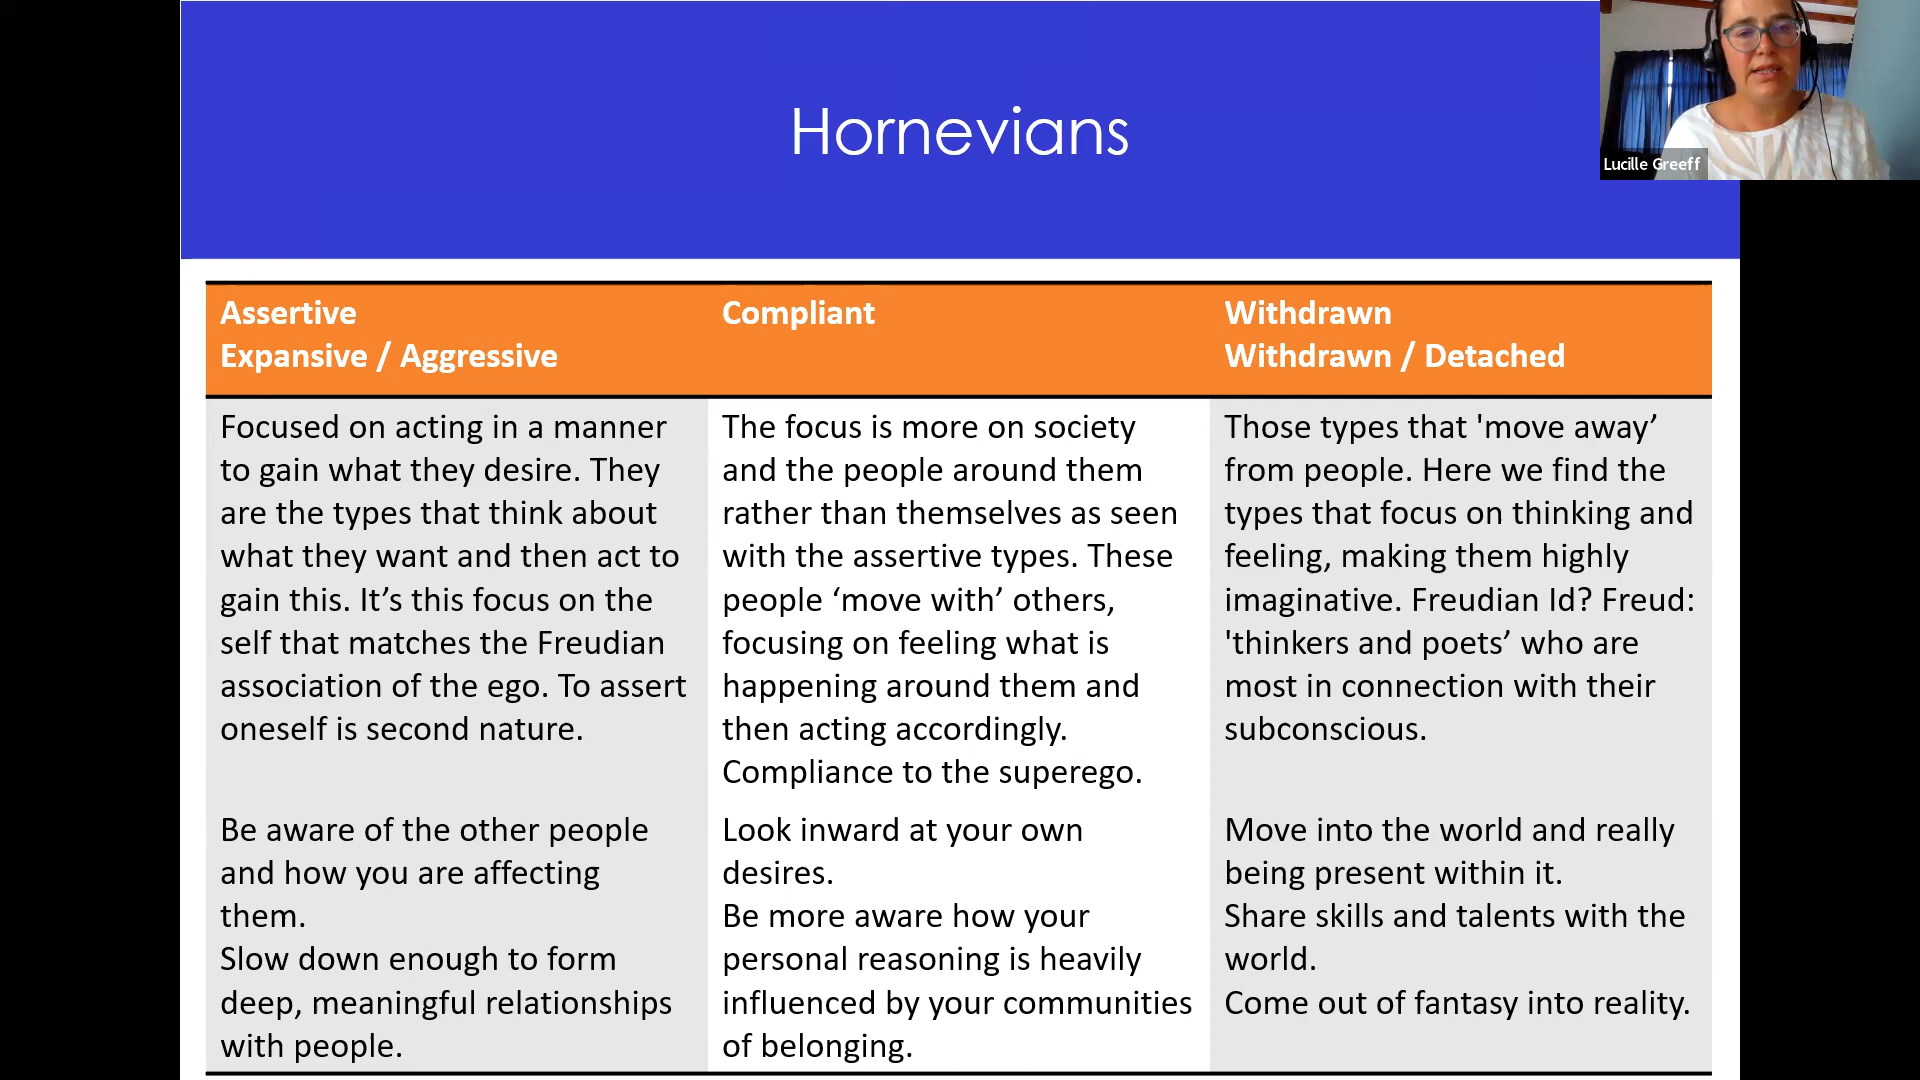 Hornevians
Lucille Greeff
Assertive
Expansive / Aggressive
Compliant
Withdrawn
Withdrawn / Detached
Focused on acting in a manner
to gain what they desire. They
are the types that think about
what they want and then act to
gain this. It’s this focus on the
self that matches the Freudian
association of the ego. To assert
oneself is second nature.
The focus is more on society
and the people around them
rather than themselves as seen
with the assertive types. These
people ‘move with’ others,
focusing on feeling what is
happening around them and
then acting accordingly.
Compliance to the superego.
Those types that 'move away’
from people. Here we find the
types that focus on thinking and
feeling, making them highly
imaginative. Freudian Id? Freud:
'thinkers and poets’ who are
most in connection with their
subconscious.
Be aware of the other people
and how you are affecting
them.
Slow down enough to form
deep, meaningful relationships
with people.
Look inward at your own
desires.
Be more aware how your
personal reasoning is heavily
influenced by your communities
of belonging.
Move into the world and really
being present within it.
Share skills and talents with the
world.
Come out of fantasy into reality.